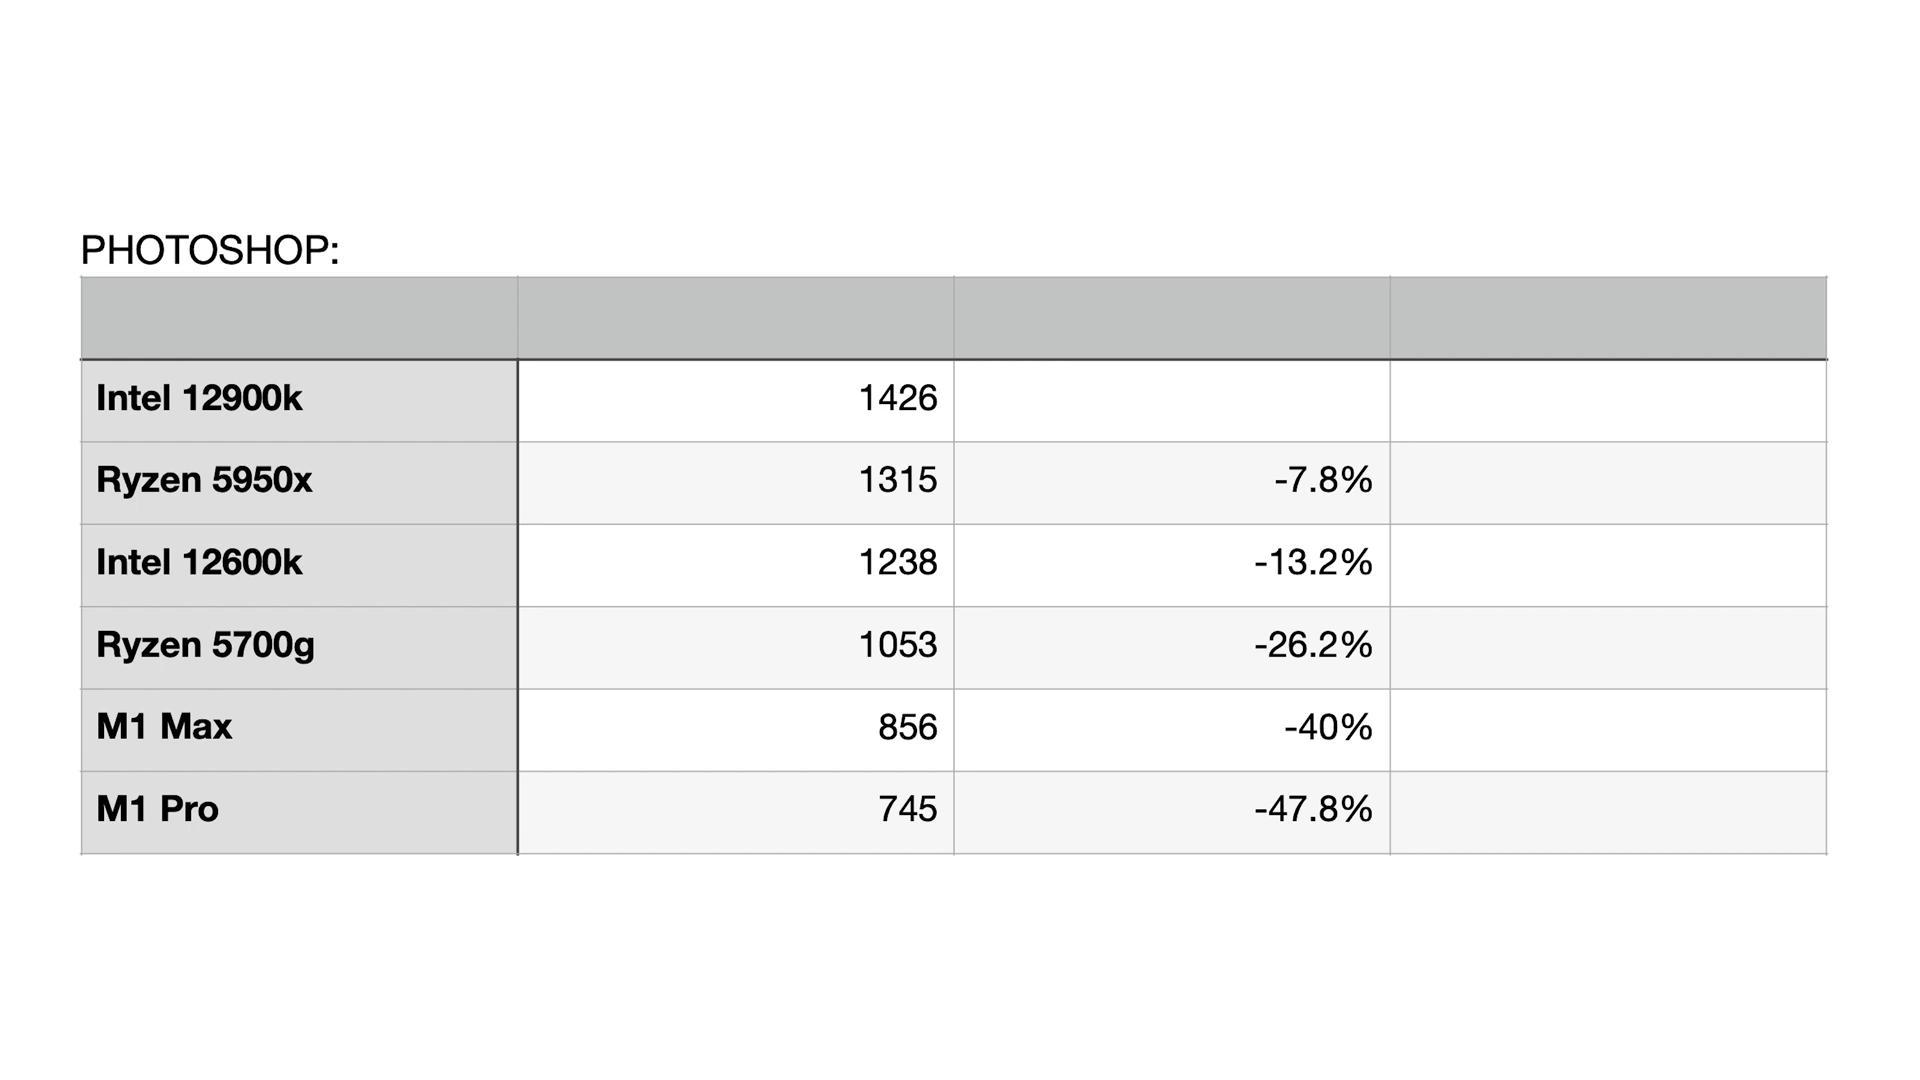 PHOTOSHOP:
Intel 12900k 1426
Ryzen 5950x 1315 -7.8%
Intel 12600k 1238 -13.2%
Ryzen 5700g 1053 -26.2%
M1 Max 856 -40%
M1 Pro 745 -47.8%